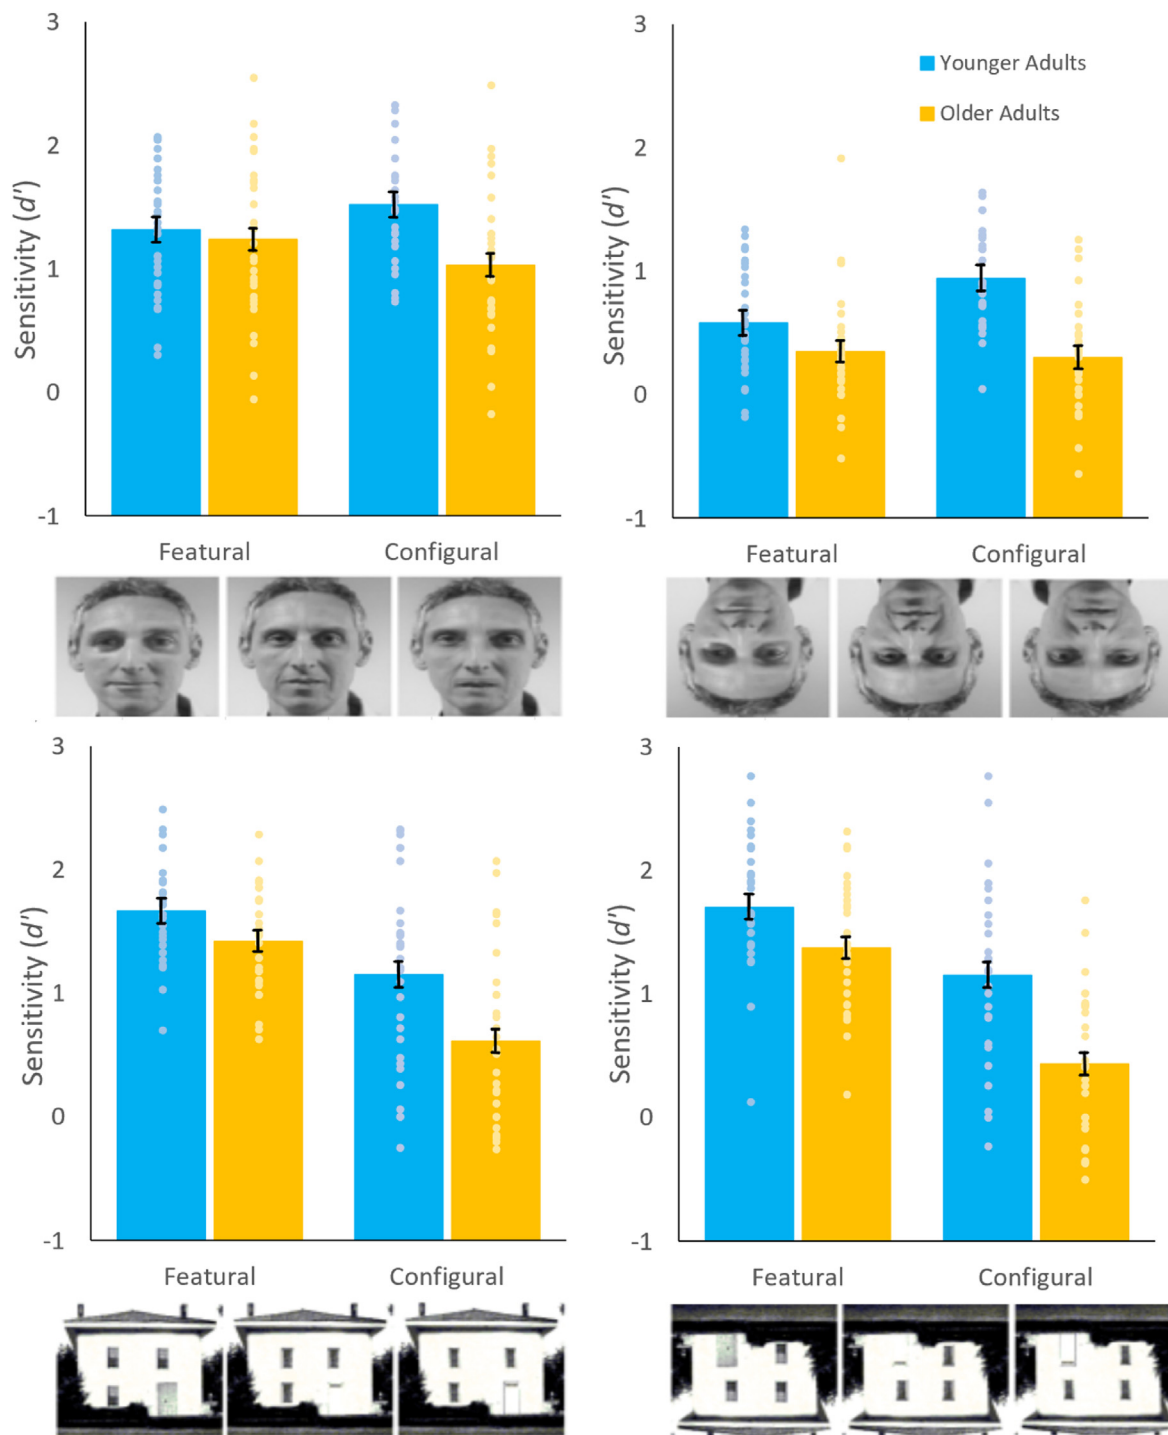 3
2
1
0
-1
Sensitivity (d′)
Featural Configural
3
2
1
0
-1
Sensitivity (d′)
Younger Adults
Older Adults
Featural Configural
3
2
1
0
-1
Sensitivity (d′)
Featural Configural
3
2
1
0
-1
Sensitivity (d′)
Featural Configural